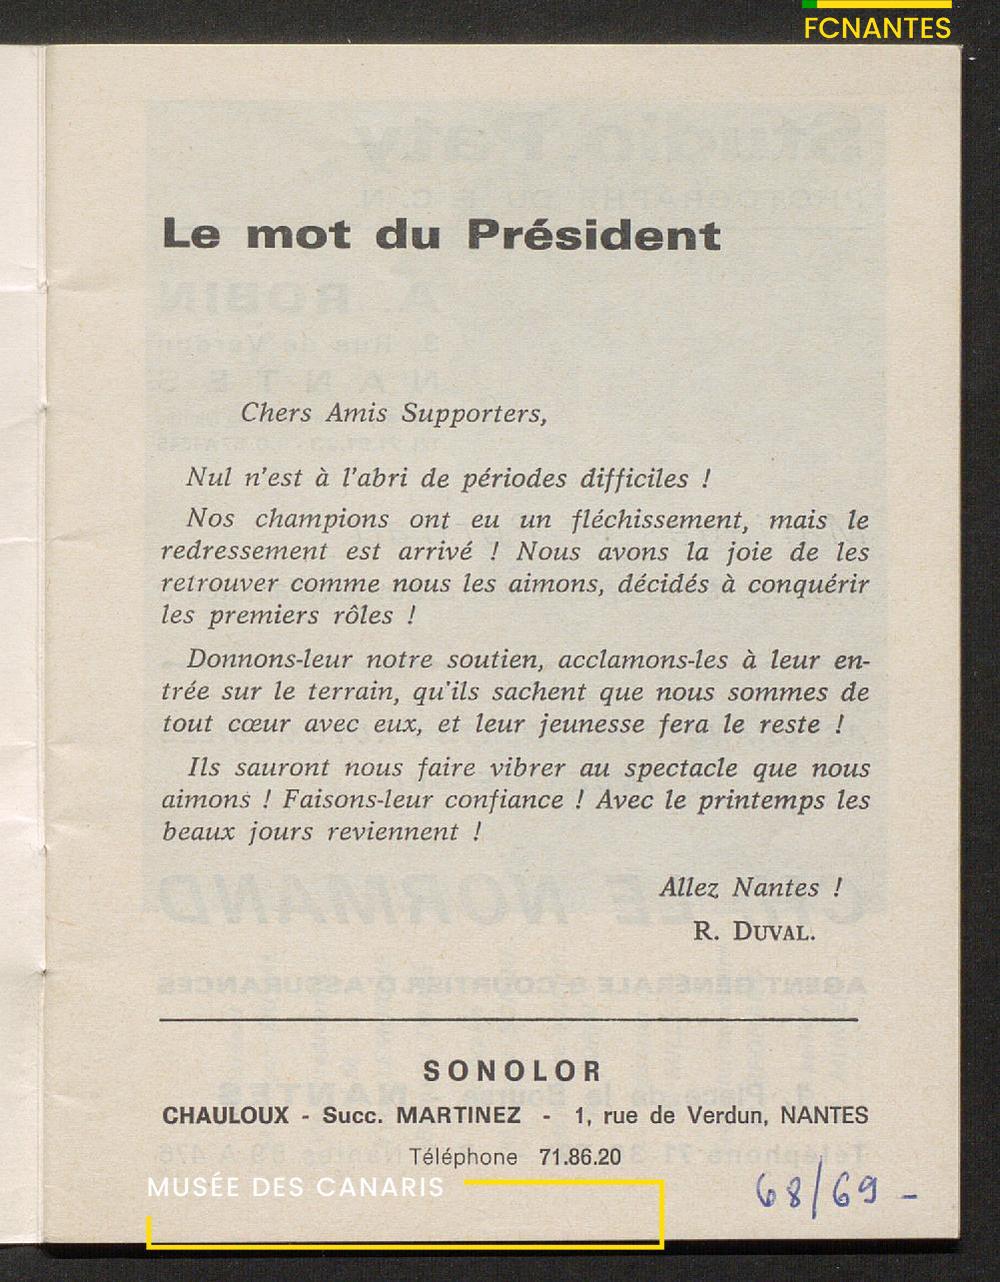 FCNANTES
Le mot du Président
Chers Amis Supporters,
Nul n'est à l'abri de périodes difficiles !
Nos champions ont eu un fléchissement, mais le
redressement est arrivé ! Nous avons la joie de les
retrouver comme nous les aimons, décidés à conquérir
les premiers rôles !
Donnons-leur notre soutien, acclamons-les à leur en-
trée sur le terrain, qu'ils sachent que nous sommes de
tout cœur avec eux, et leur jeunesse fera le reste !
Ils sauront nous faire vibrer au spectacle que nous
aimons ! Faisons-leur confiance ! Avec le printemps les
beaux jours reviennent !
Allez Nantes !
R. DUVAL.
SONOLOR
CHAULOUX - Succ. MARTINEZ - 1, rue de Verdun, NANTES
Téléphone 71.86.20
MUSÉE DES CANARIS
68/69 -